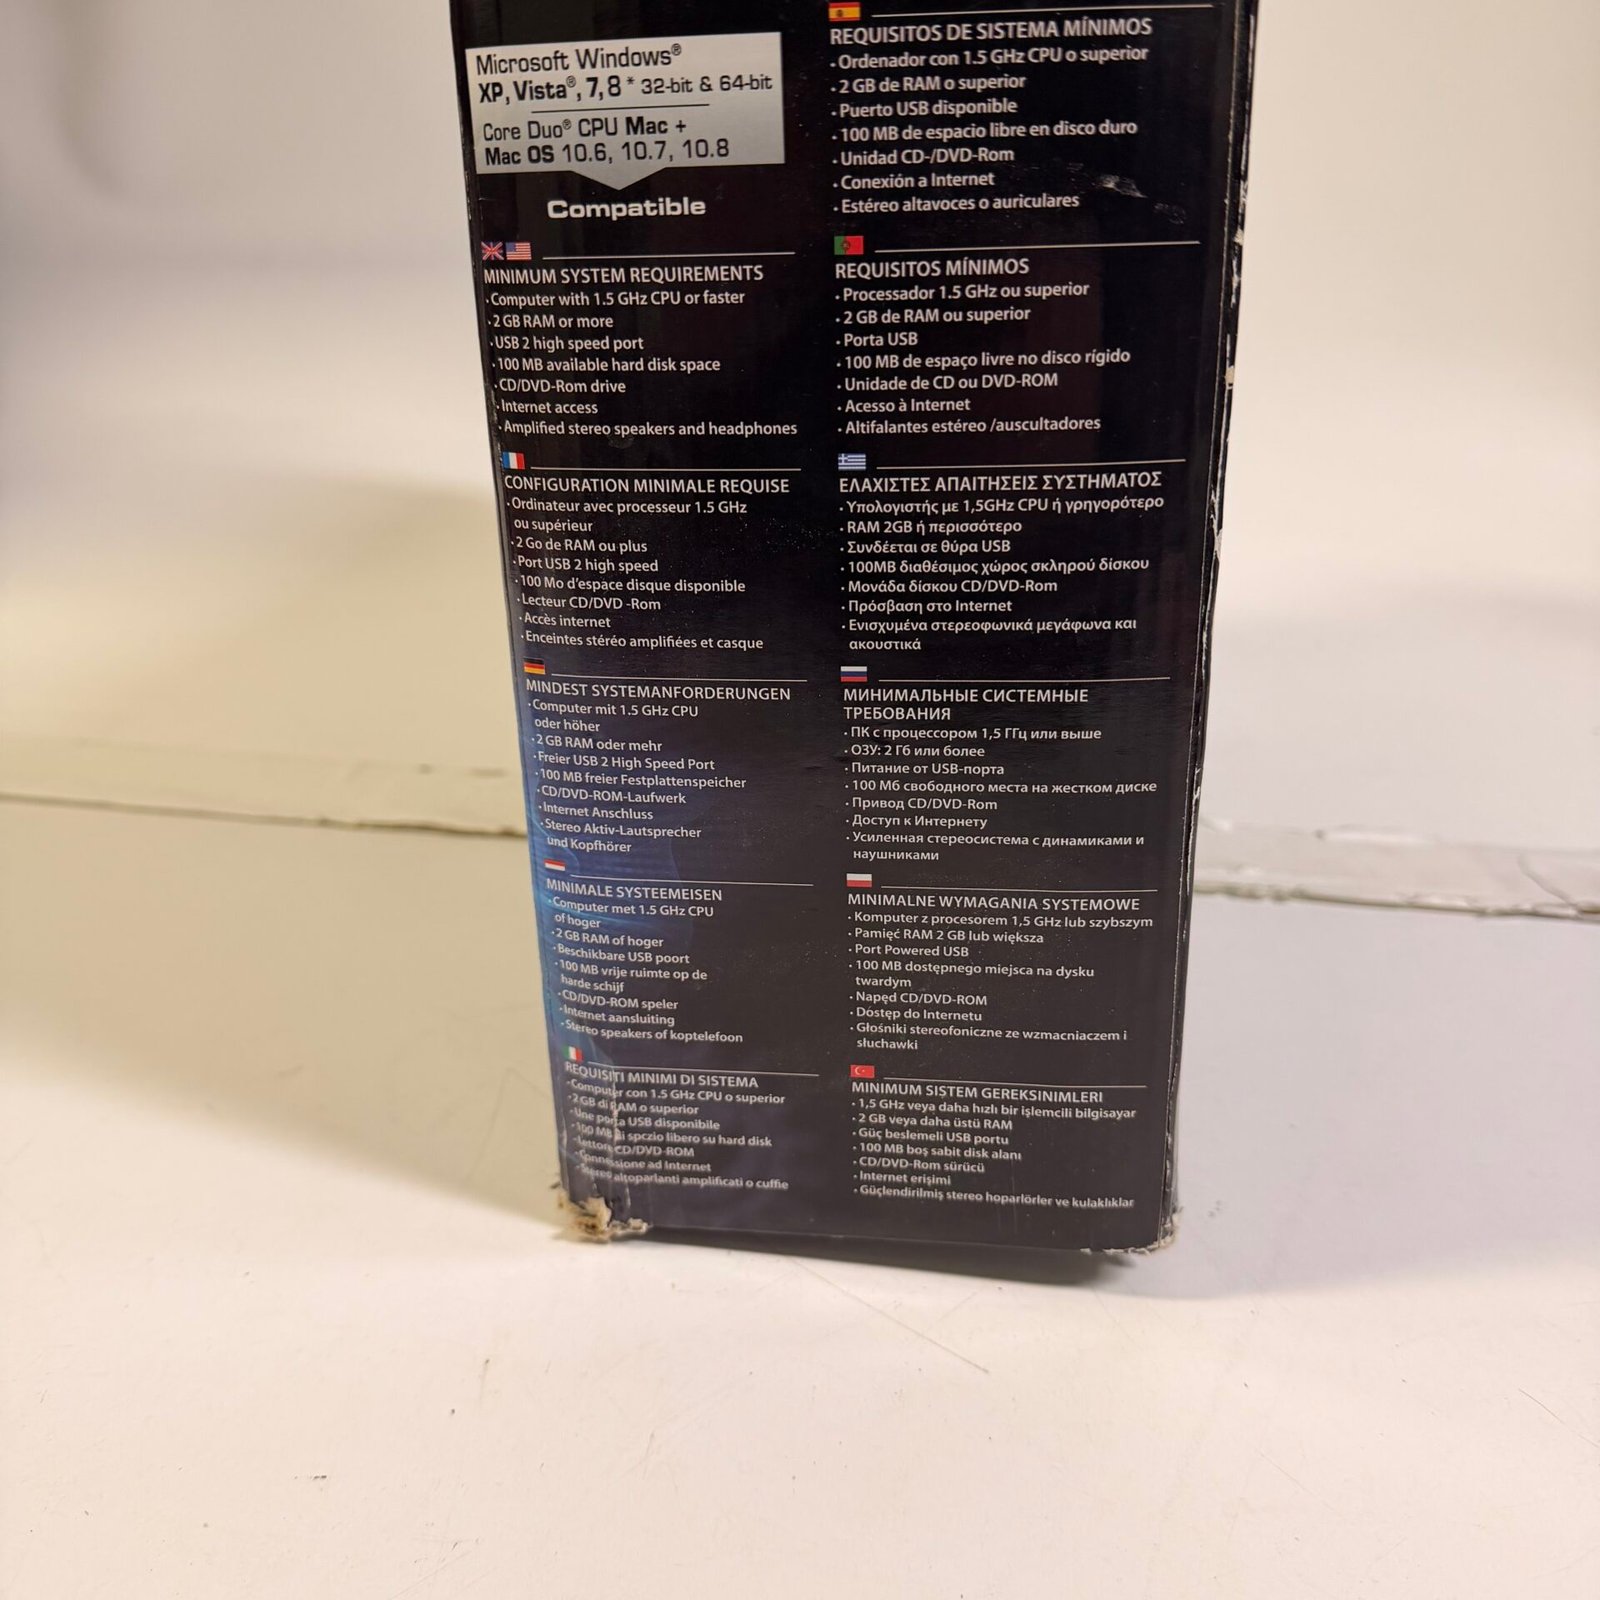 Microsoft Windows®
XP, Vista®, 7, 8 * 32-bit & 64-bit
Core Duo® CPU Mac +
Mac OS 10.6, 10.7, 10.8
Compatible
MINIMUM SYSTEM REQUIREMENTS
· Computer with 1.5 GHz CPU or faster
· 2 GB RAM or more
· USB 2 high speed port
· 100 MB available hard disk space
· CD/DVD-Rom drive
· Internet access
· Amplified stereo speakers and headphones
CONFIGURATION MINIMALE REQUISE
· Ordinateur avec processeur 1.5 GHz
ou supérieur
· 2 Go de RAM ou plus
· Port USB 2 high speed
· 100 Mo d'espace disque disponible
· Lecteur CD/DVD -Rom
· Accès internet
· Enceintes stéréo amplifiées et casque
MINDEST SYSTEMANFORDERUNGEN
· Computer mit 1.5 GHz CPU
oder höher
· 2 GB RAM oder mehr
· Freier USB 2 High Speed Port
· 100 MB freier Festplattenspeicher
· CD/DVD-ROM-Laufwerk
· Internet Anschluss
· Stereo Aktiv-Lautsprecher
und Kopfhörer
MINIMALE SYSTEEMEISEN
· Computer met 1.5 GHz CPU
of hoger
· 2 GB RAM of hoger
· Beschikbare USB poort
· 100 MB vrije ruimte op de
harde schijf
· CD/DVD-ROM speler
· Internet aansluiting
· Stereo speakers of koptelefoon
REQUISITI MINIMI DI SISTEMA
· Computer con 1.5 GHz CPU o superior
· 2 GB di RAM o superior
· Une porta USB disponibile
· 100 MB di spczio libero su hard disk
· Lettore CD/DVD-ROM
· Connessione ad Internet
· Stereo altoparlanti amplificati o cuffie
REQUISITOS DE SISTEMA MÍNIMOS
· Ordenador con 1.5 GHz CPU o superior
· 2 GB de RAM o superior
· Puerto USB disponible
· 100 MB de espacio libre en disco duro
· Unidad CD-/DVD-Rom
· Conexión a Internet
· Estéreo altavoces o auriculares
REQUISITOS MÍNIMOS
· Processador 1.5 GHz ou superior
· 2 GB de RAM ou superior
· Porta USB
· 100 MB de espaço livre no disco rígido
· Unidade de CD ou DVD-ROM
· Acesso à Internet
· Altifalantes estéreo /auscultadores
ΕΛΑΧΙΣΤΕΣ ΑΠΑΙΤΗΣΕΙΣ ΣΥΣΤΗΜΑΤΟΣ
· Υπολογιστής με 1,5GHz CPU ή γρηγορότερο
· RAM 2GB ή περισσότερο
· Συνδέεται σε θύρα USB
· 100MB διαθέσιμος χώρος σκληρού δίσκου
· Μονάδα δίσκου CD/DVD-Rom
· Πρόσβαση στο Internet
· Ενισχυμένα στερεοφωνικά μεγάφωνα και
ακουστικά
МИНИМАЛЬНЫЕ СИСТЕМНЫЕ
ТРЕБОВАНИЯ
· ПК с процессором 1,5 ГГц или выше
· ОЗУ: 2 Гб или более
· Питание от USB-порта
· 100 Мб свободного места на жестком диске
· Привод CD/DVD-Rom
· Доступ к Интернету
· Усиленная стереосистема с динамиками и
наушниками
MINIMALNE WYMAGANIA SYSTEMOWE
· Komputer z procesorem 1,5 GHz lub szybszym
· Pamięć RAM 2 GB lub większa
· Port Powered USB
· 100 MB dostępnego miejsca na dysku
twardym
· Napęd CD/DVD-ROM
· Dostęp do Internetu
· Głośniki stereofoniczne ze wzmacniaczem i
słuchawki
MINIMUM SISTEM GEREKSINIMLERI
· 1,5 GHz veya daha hızlı bir işlemcili bilgisayar
· 2 GB veya daha üstü RAM
· Güç beslemeli USB portu
· 100 MB boş sabit disk alanı
· CD/DVD-Rom sürücü
· Internet erişimi
· Güçlendirilmiş stereo hoparlörler ve kulaklıklar